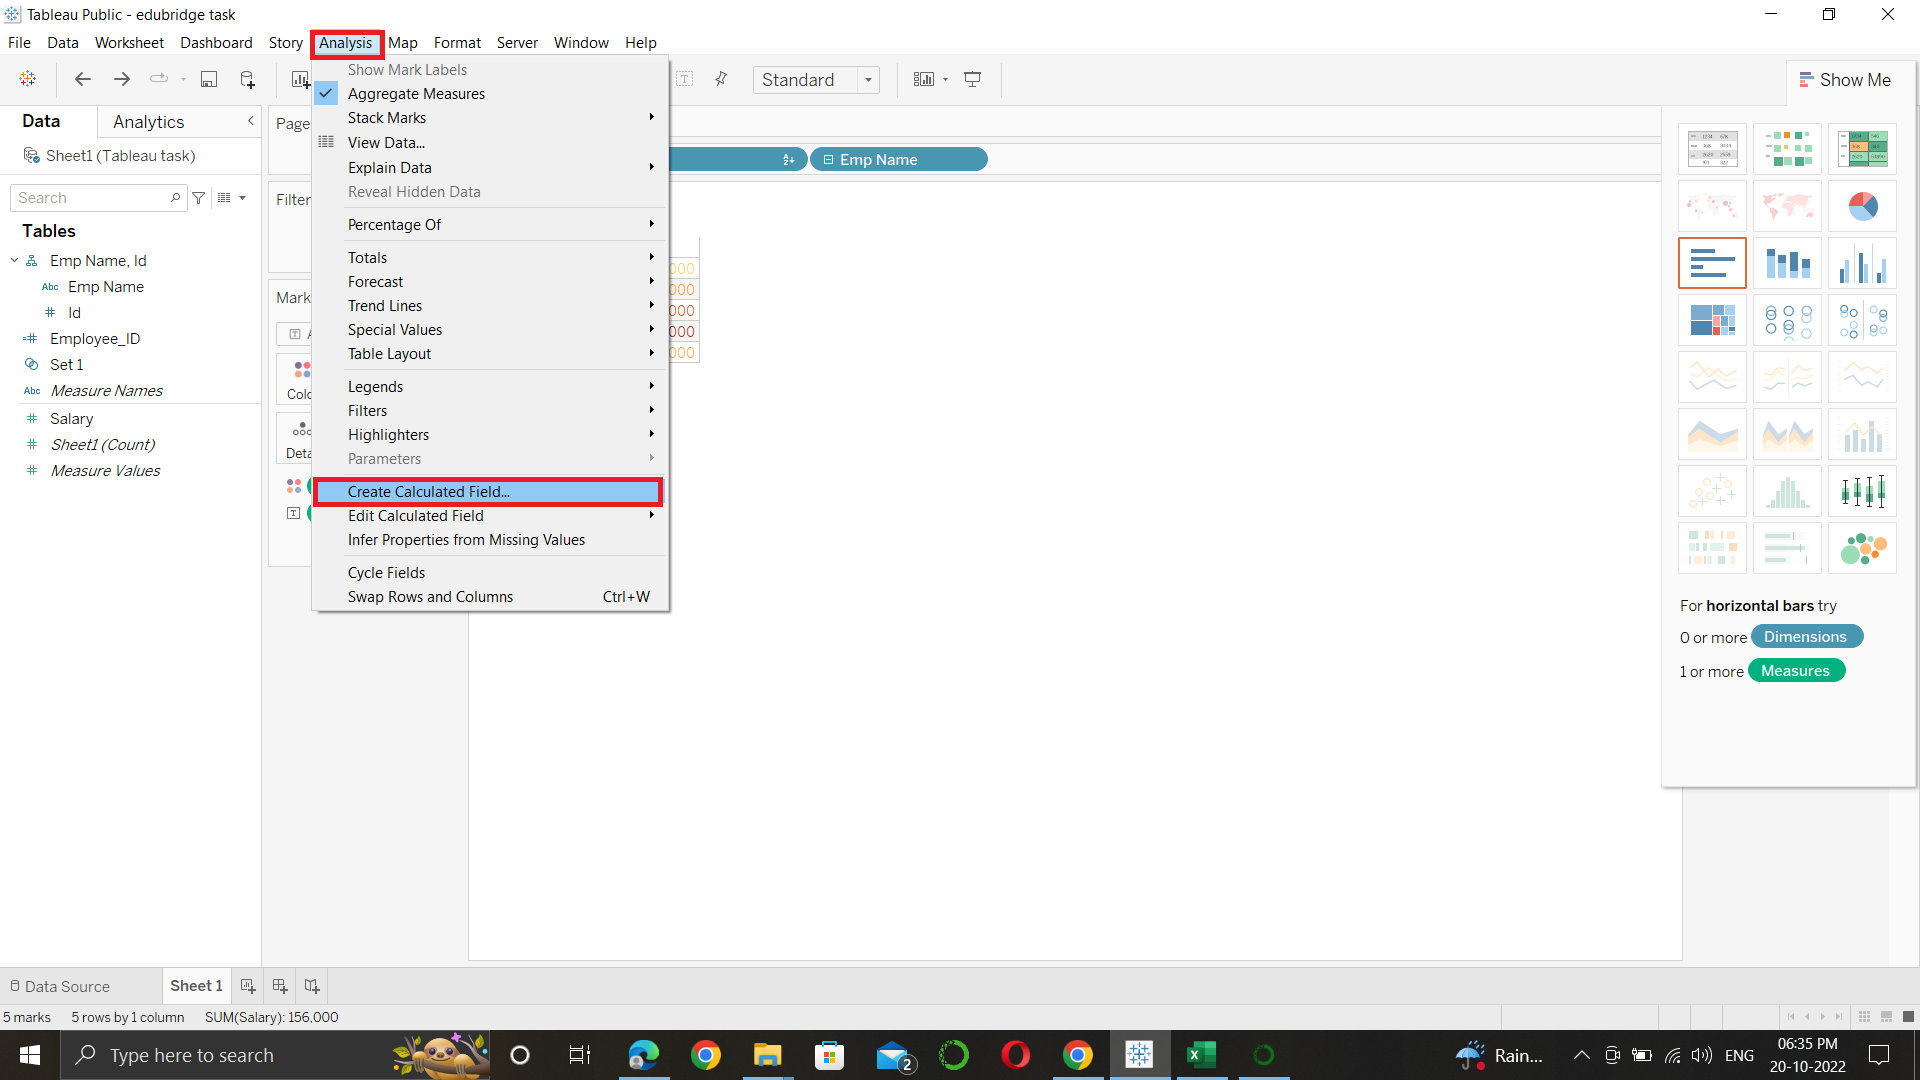 Tableau Public - edubridge task
File Data Worksheet Dashboard Story Analysis Map Format Server Window Help
Standard
Show Me
Data Analytics
Sheet1 (Tableau task)
Search
Tables
Emp Name, Id
Abc Emp Name
Id
Employee_ID
Set 1
Abc Measure Names
Salary
Sheet1 (Count)
Measure Values
Page
Filter
Mark
Colo
Deta
Show Mark Labels
Aggregate Measures
Stack Marks
View Data...
Explain Data
Reveal Hidden Data
Percentage Of
Totals
Forecast
Trend Lines
Special Values
Table Layout
Legends
Filters
Highlighters
Parameters
Create Calculated Field...
Edit Calculated Field
Infer Properties from Missing Values
Cycle Fields
Swap Rows and Columns Ctrl+W
Emp Name
000
000
000
000
000
For horizontal bars try
0 or more Dimensions
1 or more Measures
Data Source Sheet 1
5 marks 5 rows by 1 column SUM(Salary): 156,000
Type here to search
2
Rain...
ENG
06:35 PM
20-10-2022